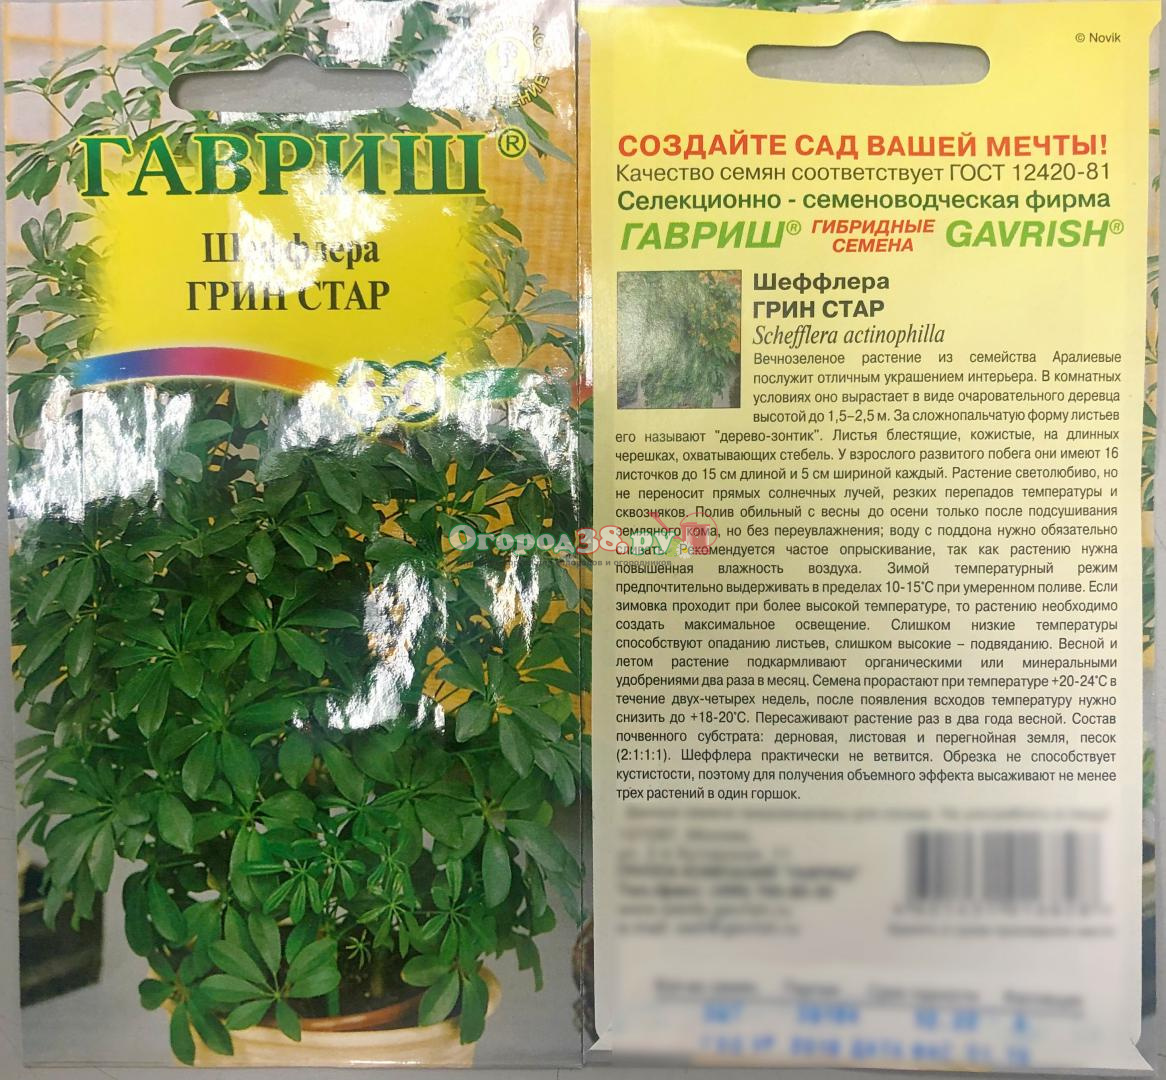 ГАВРИШ®
Шеффлера
ГРИН СТАР
© Novik
СОЗДАЙТЕ САД ВАШЕЙ МЕЧТЫ!
Качество семян соответствует ГОСТ 12420-81
Селекционно - семеноводческая фирма
ГАВРИШ® ГИБРИДНЫЕ СЕМЕНА GAVRISH®
Шеффлера
ГРИН СТАР
Schefflera actinophilla
Вечнозеленое растение из семейства Аралиевые
послужит отличным украшением интерьера. В комнатных
условиях оно вырастает в виде очаровательного деревца
высотой до 1,5–2,5 м. За сложнопальчатую форму листьев
его называют "дерево-зонтик". Листья блестящие, кожистые, на длинных
черешках, охватывающих стебель. У взрослого развитого побега они имеют 16
листочков до 15 см длиной и 5 см шириной каждый. Растение светолюбиво, но
не переносит прямых солнечных лучей, резких перепадов температуры и
сквозняков. Полив обильный с весны до осени только после подсушивания
земляного кома, но без переувлажнения; воду с поддона нужно обязательно
сливать. Рекомендуется частое опрыскивание, так как растению нужна
повышенная влажность воздуха. Зимой температурный режим
предпочтительно выдерживать в пределах 10-15°С при умеренном поливе. Если
зимовка проходит при более высокой температуре, то растению необходимо
создать максимальное освещение. Слишком низкие температуры
способствуют опаданию листьев, слишком высокие – подвяданию. Весной и
летом растение подкармливают органическими или минеральными
удобрениями два раза в месяц. Семена прорастают при температуре +20-24°С в
течение двух-четырех недель, после появления всходов температуру нужно
снизить до +18-20°С. Пересаживают растение раз в два года весной. Состав
почвенного субстрата: дерновая, листовая и перегнойная земля, песок
(2:1:1:1). Шеффлера практически не ветвится. Обрезка не способствует
кустистости, поэтому для получения объемного эффекта высаживают не менее
трех растений в один горшок.
Огород38.ру
и огородников